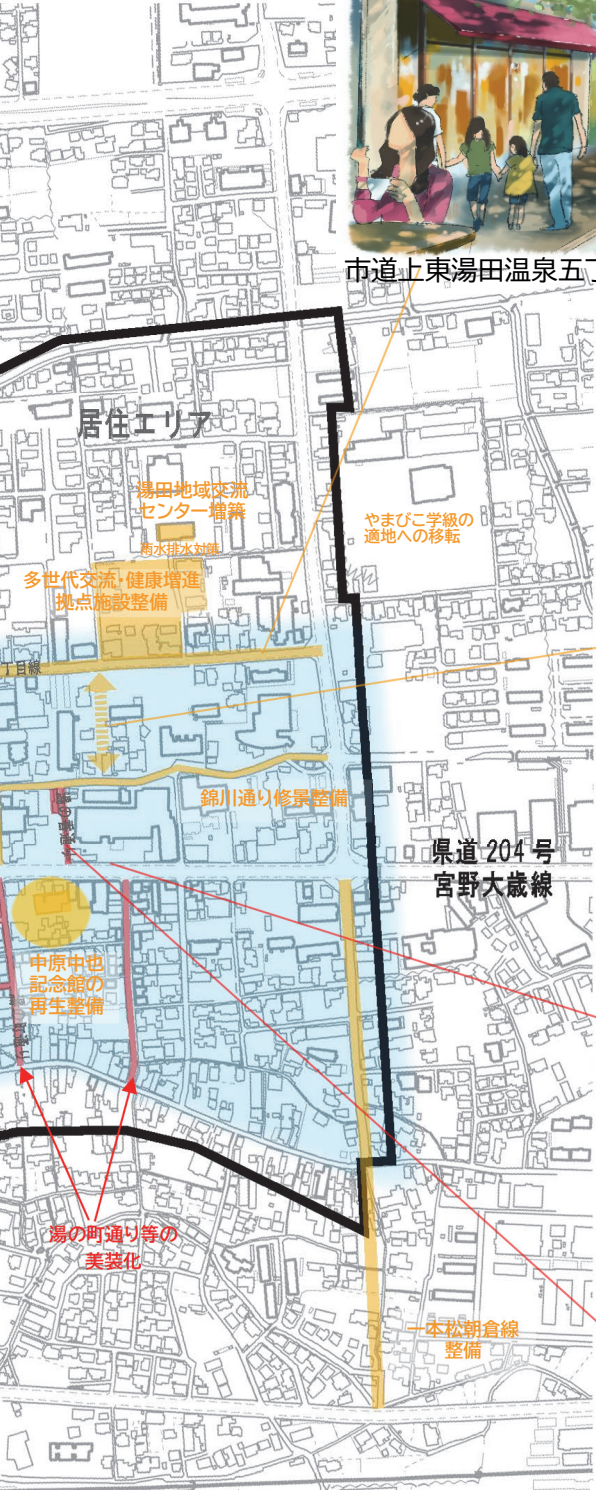 市道上東湯田温泉五丁
居住エリア
湯田地域交流
センター増築
雨水排水対策
やまびこ学級の
適地への移転
多世代交流・健康増進
拠点施設整備
丁目線
錦川通り修景整備
県道 204 号
宮野大歳線
中原中也
記念館の
再生整備
湯の町通り等の
美装化
一本松朝倉線
整備